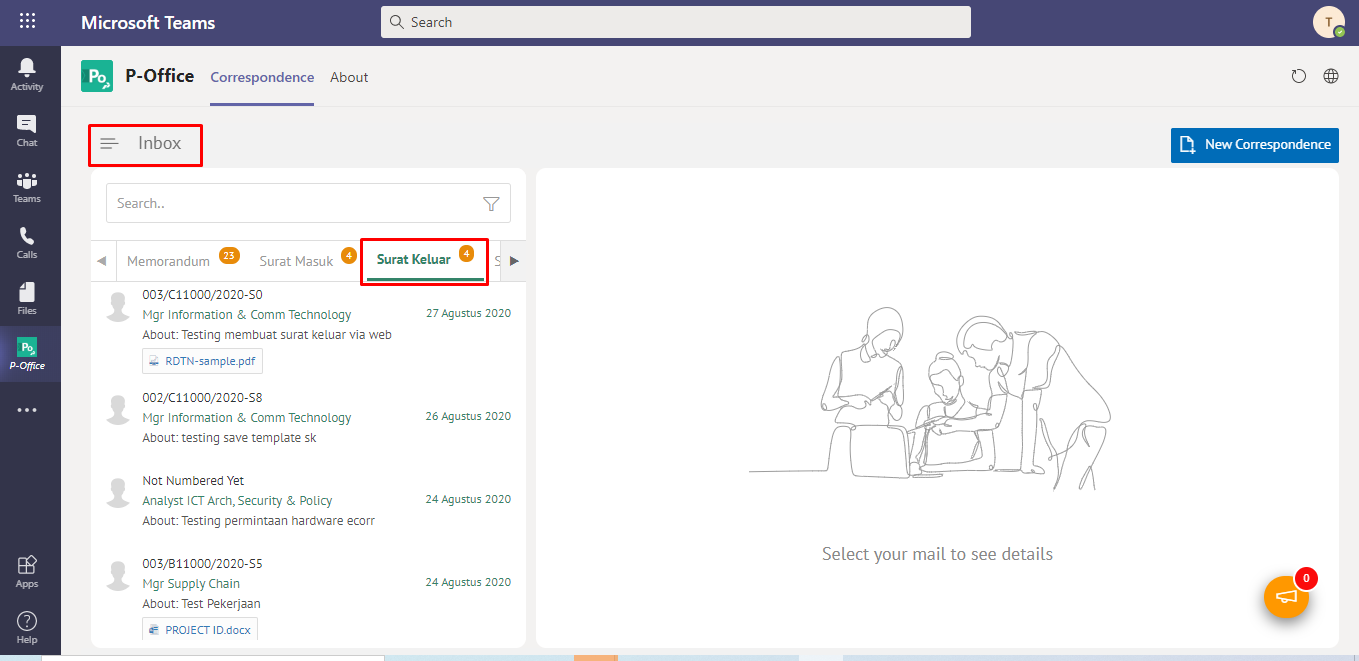 Microsoft Teams
Search
T
Activity
Chat
Teams
Calls
Files
P-Office
Apps
Help
Po
P-Office
Correspondence
About
Inbox
New Correspondence
Search..
Memorandum 23
Surat Masuk 4
Surat Keluar 4
S
003/C11000/2020-S0
Mgr Information & Comm Technology
27 Agustus 2020
About: Testing membuat surat keluar via web
RDTN-sample.pdf
002/C11000/2020-S8
Mgr Information & Comm Technology
26 Agustus 2020
About: testing save template sk
Not Numbered Yet
Analyst ICT Arch, Security & Policy
24 Agustus 2020
About: Testing permintaan hardware ecorr
003/B11000/2020-S5
Mgr Supply Chain
24 Agustus 2020
About: Test Pekerjaan
PROJECT ID.docx
Select your mail to see details
0